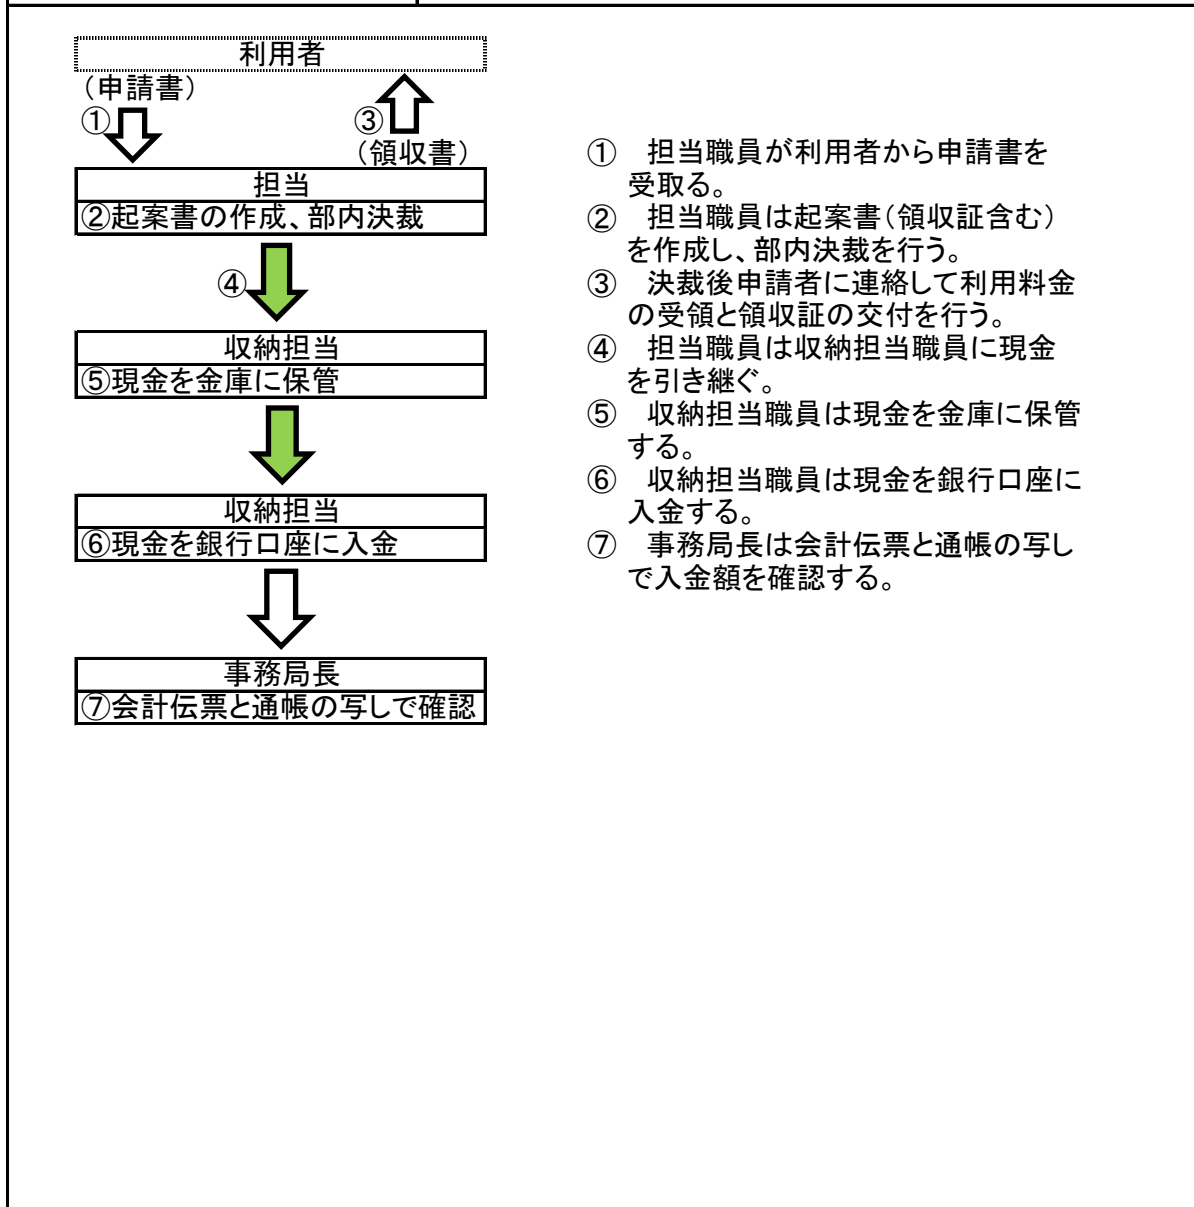 利用者
（申請書）
①
③
（領収書）
担当
②起案書の作成、部内決裁
④
収納担当
⑤現金を金庫に保管
収納担当
⑥現金を銀行口座に入金
事務局長
⑦会計伝票と通帳の写しで確認
①　担当職員が利用者から申請書を
受取る。
②　担当職員は起案書（領収証含む）
を作成し、部内決裁を行う。
③　決裁後申請者に連絡して利用料金
の受領と領収証の交付を行う。
④　担当職員は収納担当職員に現金
を引き継ぐ。
⑤　収納担当職員は現金を金庫に保管
する。
⑥　収納担当職員は現金を銀行口座に
入金する。
⑦　事務局長は会計伝票と通帳の写し
で入金額を確認する。